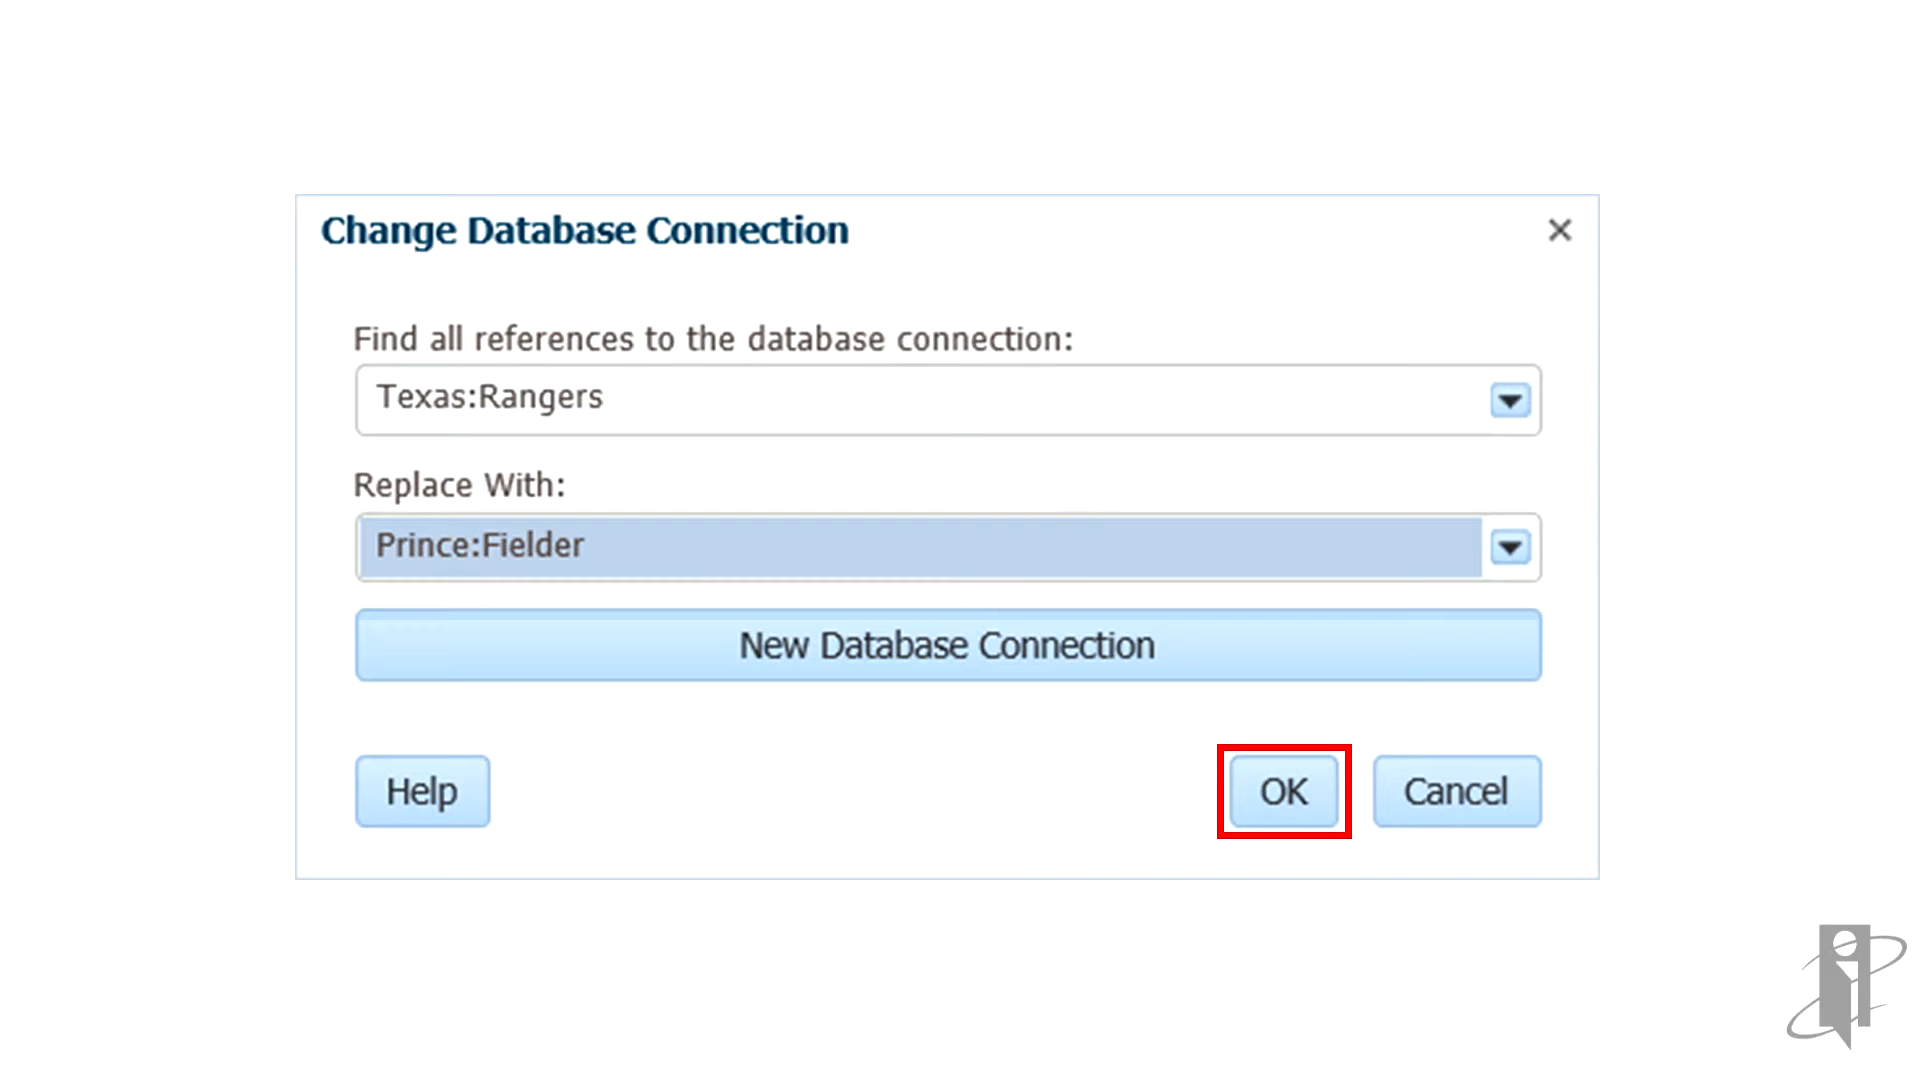 Change Database Connection
Find all references to the database connection:
Texas:Rangers
Replace With:
Prince:Fielder
New Database Connection
Help
OK
Cancel